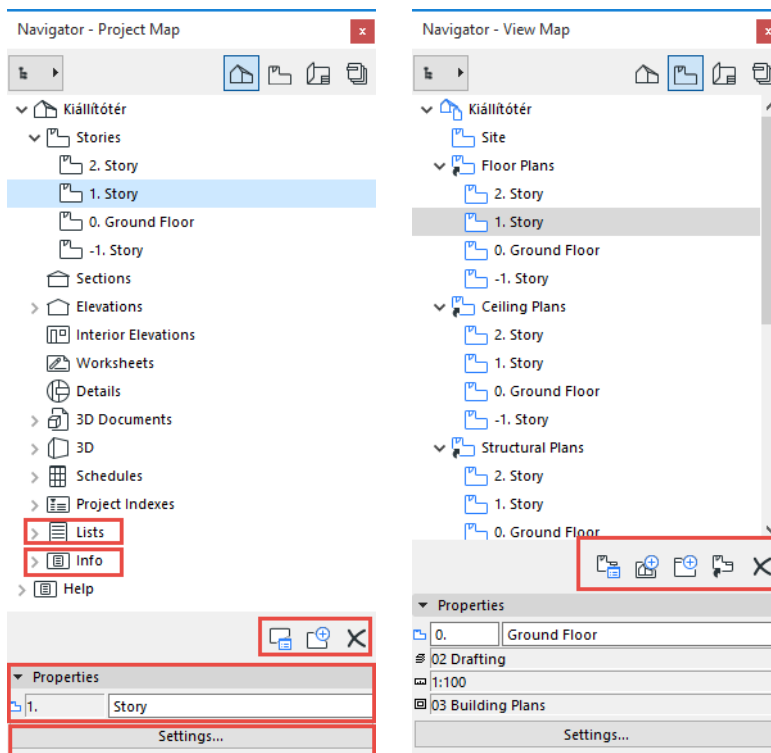 Navigator - Project Map
Kiállítótér
Stories
2. Story
1. Story
0. Ground Floor
-1. Story
Sections
Elevations
Interior Elevations
Worksheets
Details
3D Documents
3D
Schedules
Project Indexes
Lists
Info
Help
Properties
1.
Story
Settings...
Navigator - View Map
Kiállítótér
Site
Floor Plans
2. Story
1. Story
0. Ground Floor
-1. Story
Ceiling Plans
2. Story
1. Story
0. Ground Floor
-1. Story
Structural Plans
2. Story
1. Story
0. Ground Floor
Properties
0.
Ground Floor
02 Drafting
1:100
03 Building Plans
Settings...